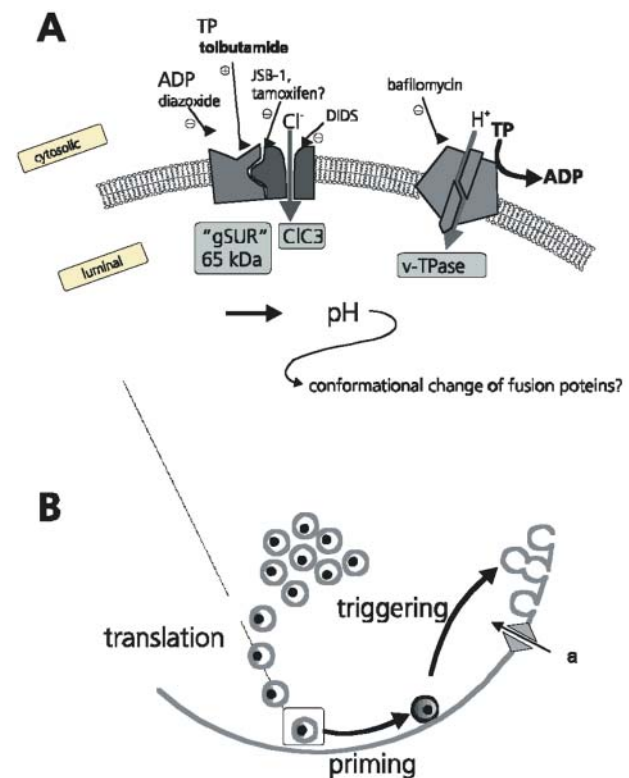 A
TP
tolbutamide
ADP
diazoxide
JSB-1,
tamoxifen?
Cl-
DIDS
bafilomycin
H+
TP
ADP
cytosolic
luminal
"gSUR"
65 kDa
ClC3
v-TPase
pH
conformational change of fusion poteins?
B
translation
triggering
a
priming